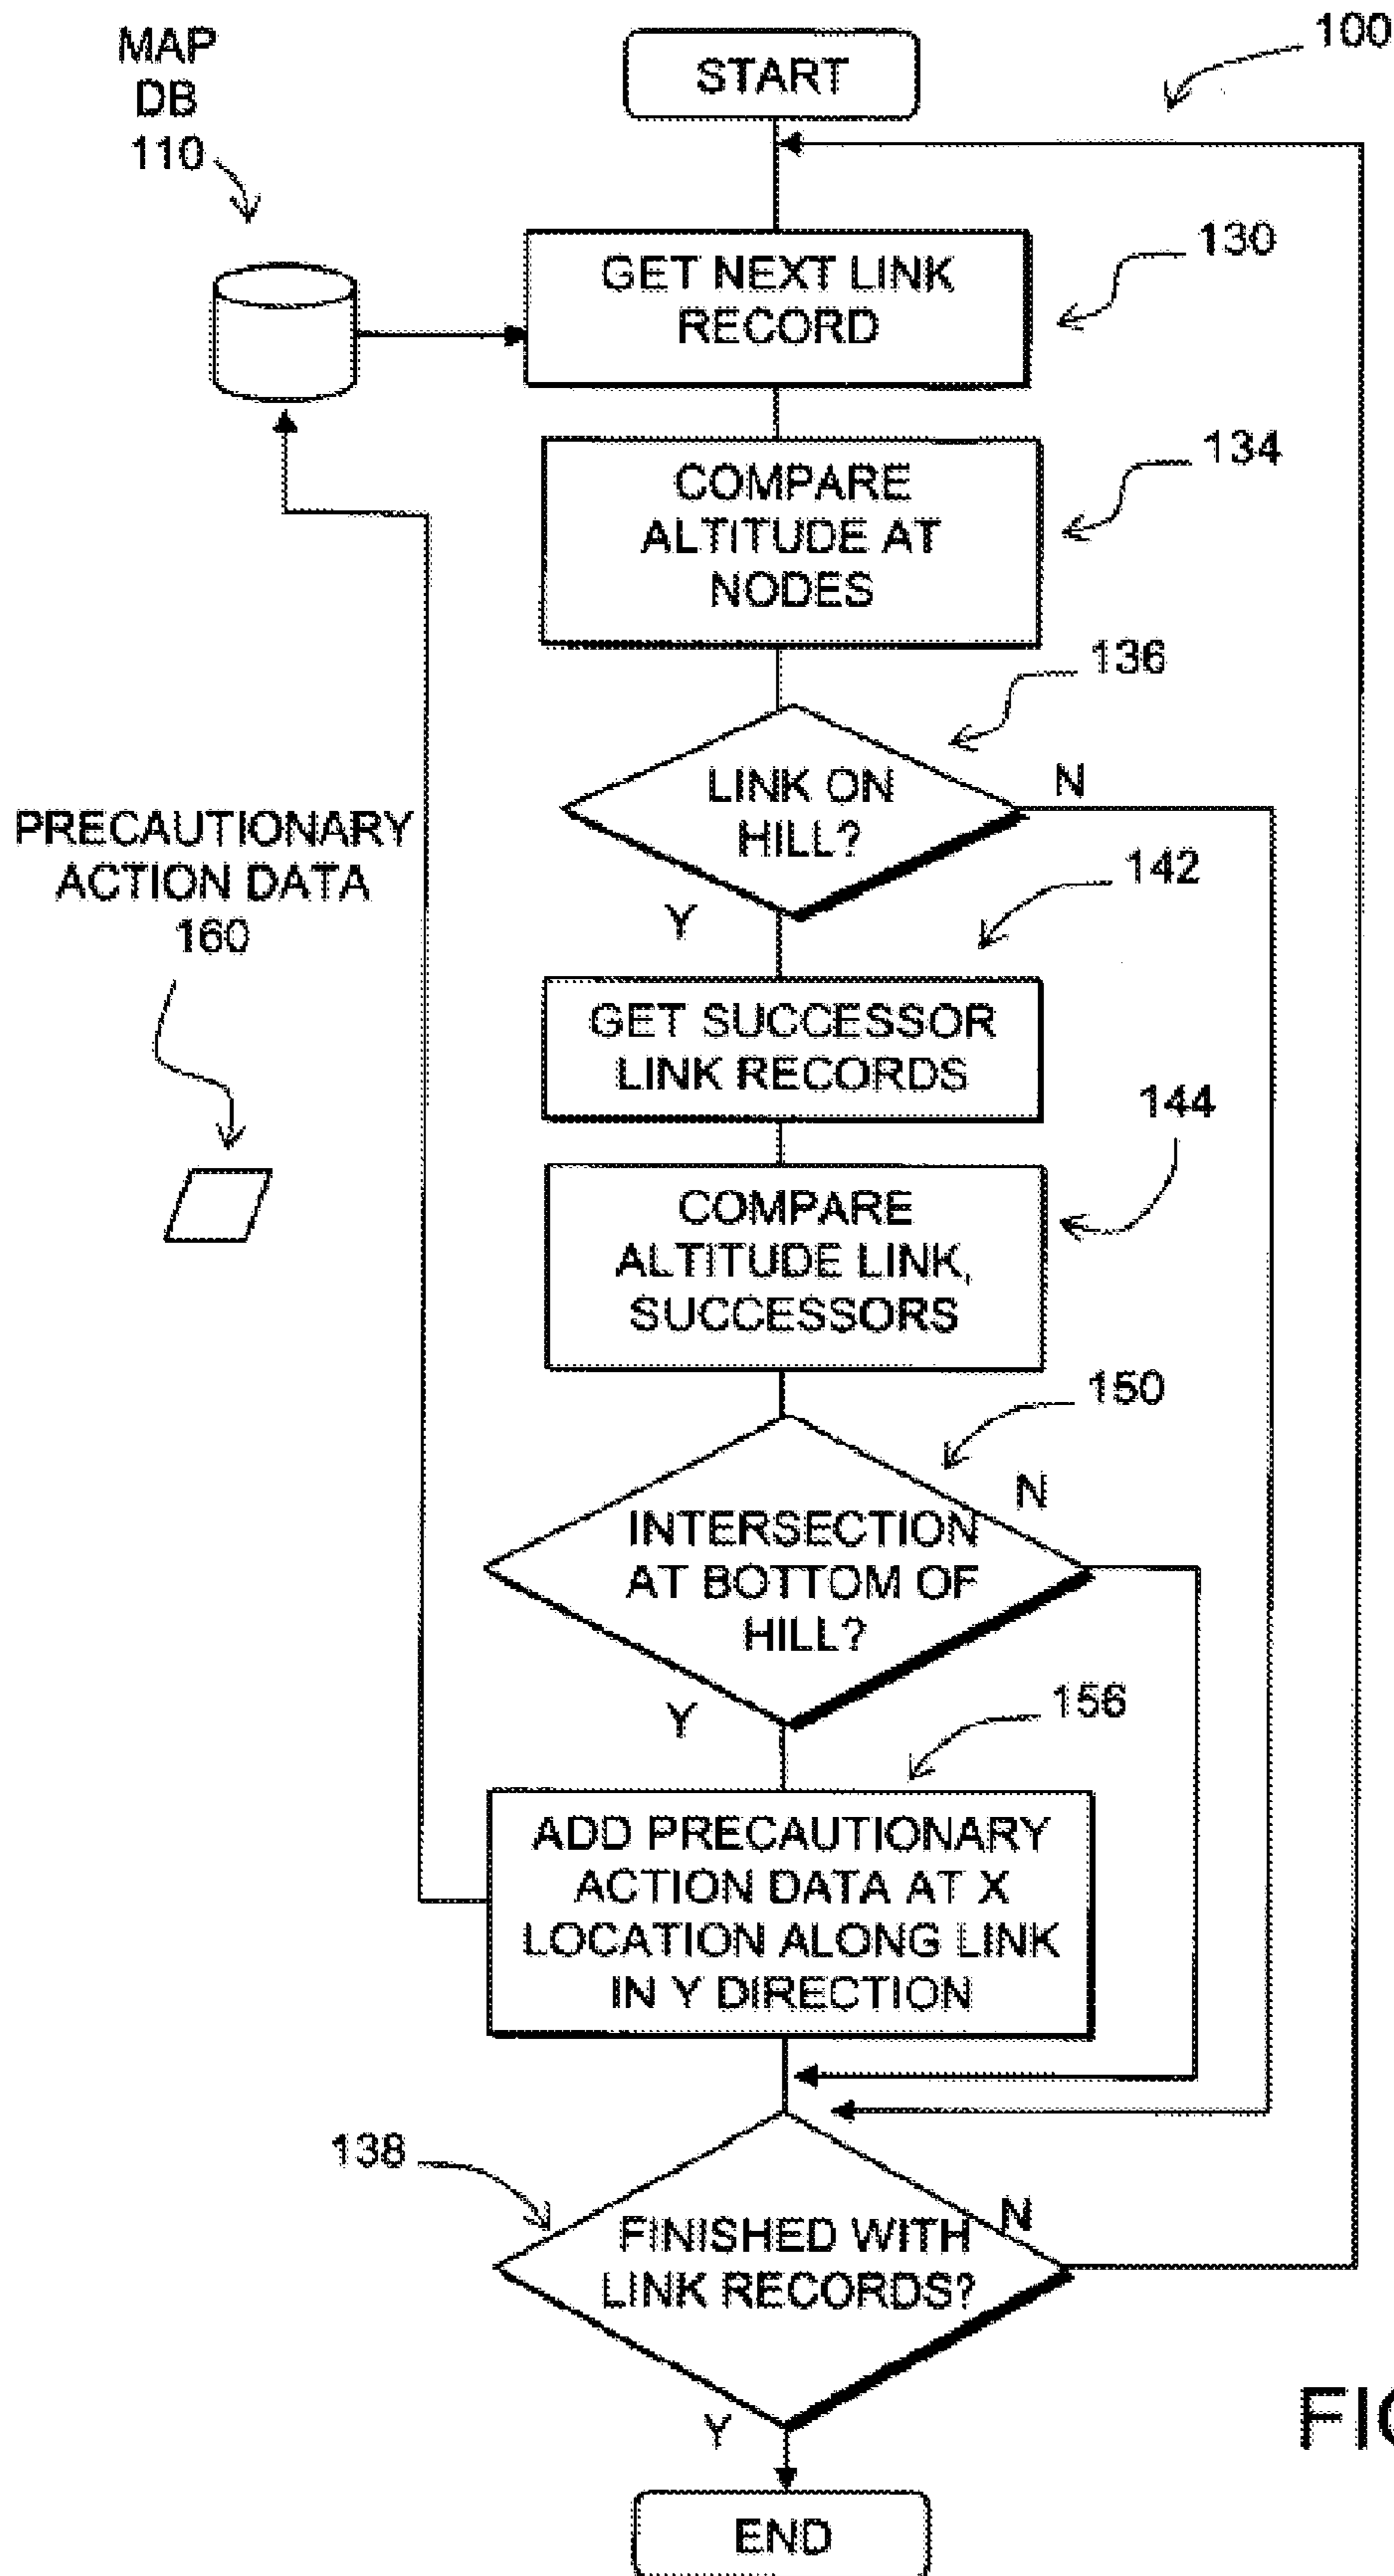 MAP
DB
110
START
100
GET NEXT LINK
RECORD
130
COMPARE
ALTITUDE AT
NODES
134
136
LINK ON
HILL?
N
Y
PRECAUTIONARY
ACTION DATA
160
142
GET SUCCESSOR
LINK RECORDS
144
COMPARE
ALTITUDE LINK,
SUCCESSORS
150
N
INTERSECTION
AT BOTTOM OF
HILL?
Y
156
ADD PRECAUTIONARY
ACTION DATA AT X
LOCATION ALONG LINK
IN Y DIRECTION
138
N
FINISHED WITH
LINK RECORDS?
Y
END